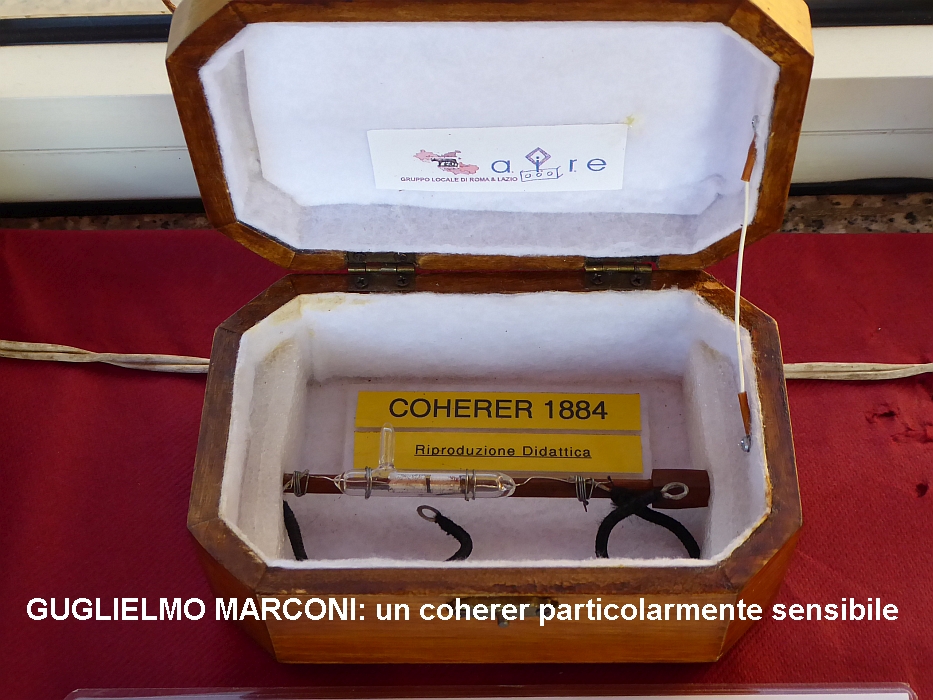 a.i.r.e
GRUPPO LOCALE DI ROMA & LAZIO
COHERER 1884
Riproduzione Didattica
GUGLIELMO MARCONI: un coherer particolarmente sensibile